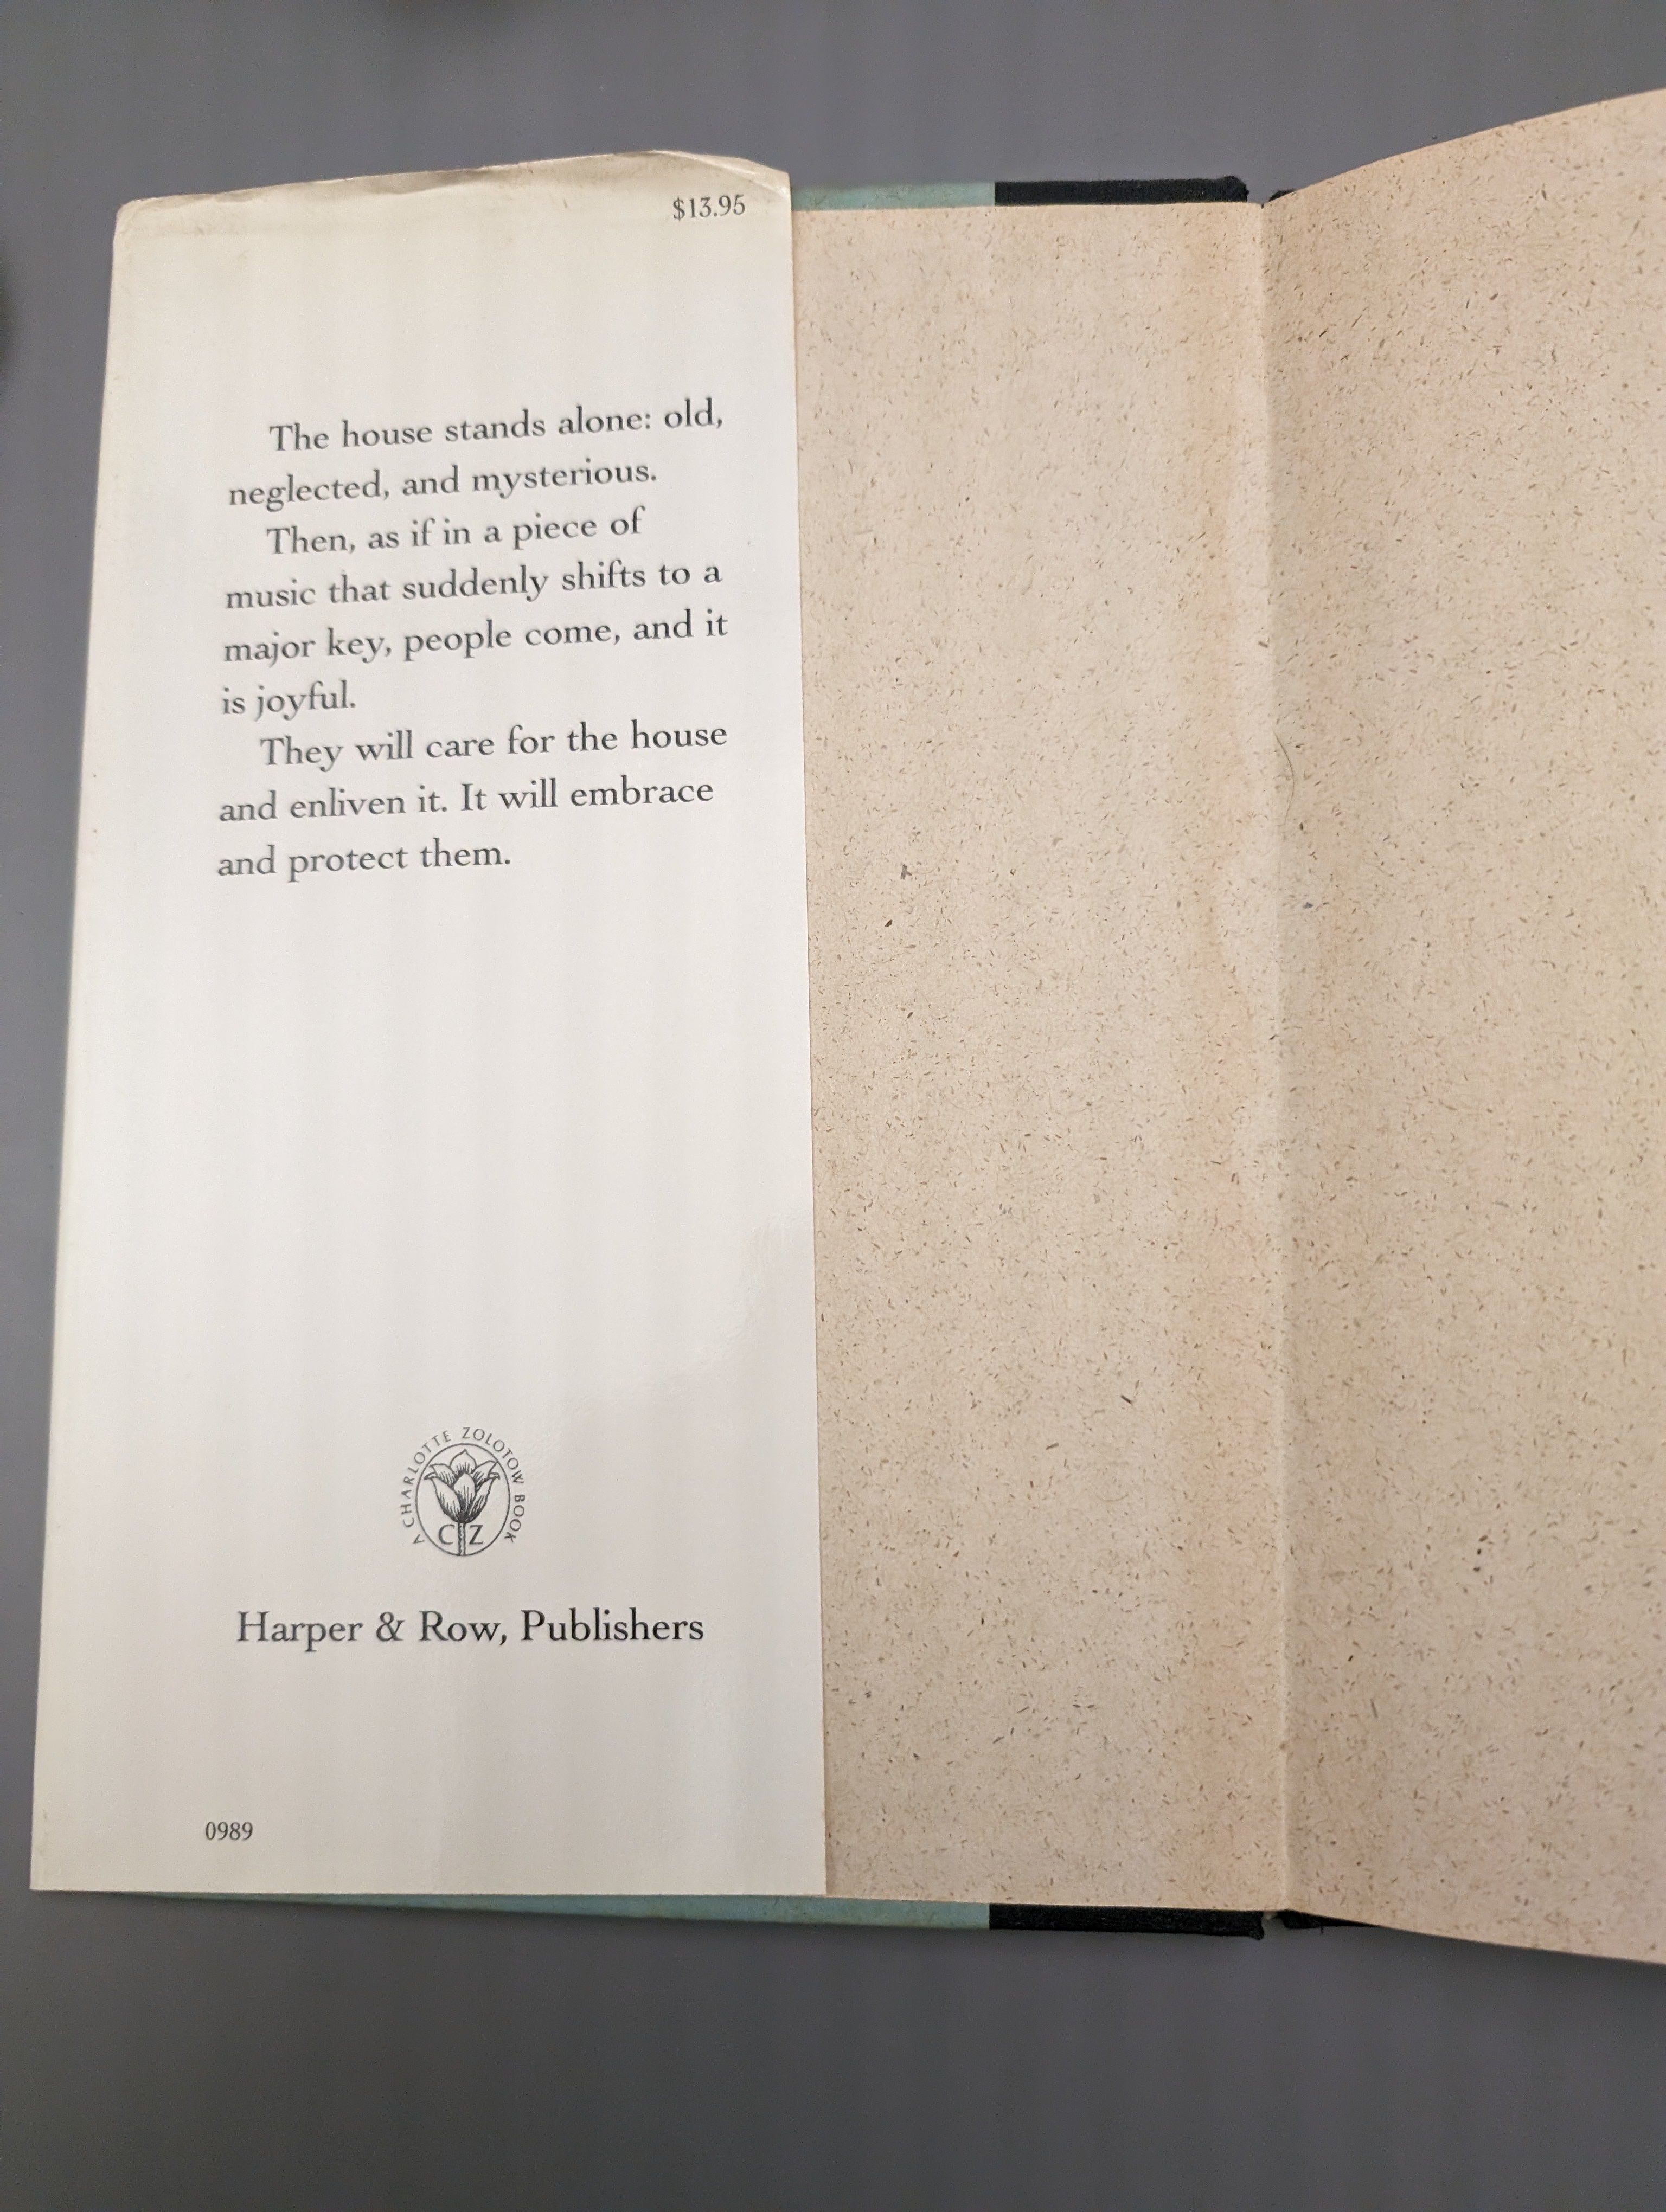 $13.95
The house stands alone: old,
neglected, and mysterious.
Then, as if in a piece of
music that suddenly shifts to a
major key, people come, and it
is joyful.
They will care for the house
and enliven it. It will embrace
and protect them.
A CHARLOTTE ZOLOTOW BOOK
C Z
Harper & Row, Publishers
0989